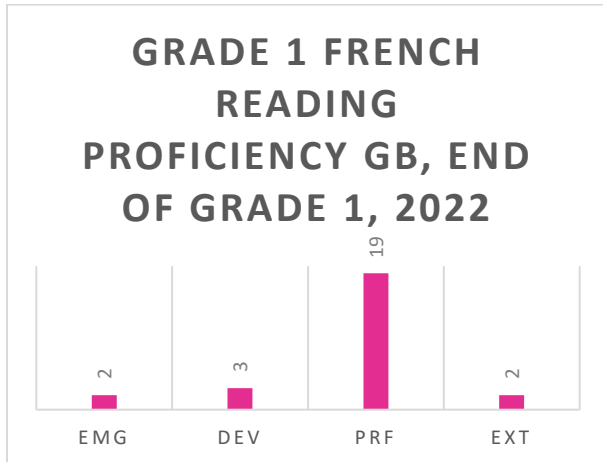 GRADE 1 FRENCH
READING
PROFICIENCY GB, END
OF GRADE 1, 2022
2
3
19
2
EMG DEV PRF EXT